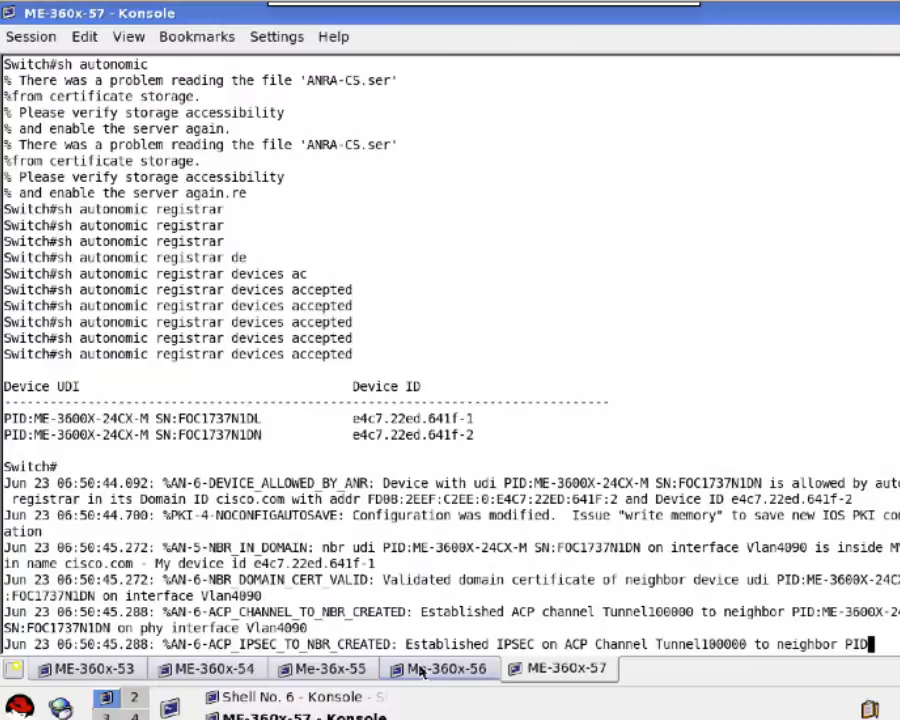 ME-360x-57 - Konsole
Session Edit View Bookmarks Settings Help
Switch#sh autonomic
% There was a problem reading the file 'ANRA-CS.ser'
%from certificate storage.
% Please verify storage accessibility
% and enable the server again.
% There was a problem reading the file 'ANRA-CS.ser'
%from certificate storage.
% Please verify storage accessibility
% and enable the server again.re
Switch#sh autonomic registrar
Switch#sh autonomic registrar
Switch#sh autonomic registrar
Switch#sh autonomic registrar de
Switch#sh autonomic registrar devices ac
Switch#sh autonomic registrar devices accepted
Switch#sh autonomic registrar devices accepted
Switch#sh autonomic registrar devices accepted
Switch#sh autonomic registrar devices accepted
Switch#sh autonomic registrar devices accepted
Device UDI Device ID
--------------------------------------------------------------------------------
PID:ME-3600X-24CX-M SN:FOC1737N1DL e4c7.22ed.641f-1
PID:ME-3600X-24CX-M SN:FOC1737N1DN e4c7.22ed.641f-2
Switch#
Jun 23 06:50:44.092: %AN-6-DEVICE_ALLOWED_BY_ANR: Device with udi PID:ME-3600X-24CX-M SN:FOC1737N1DN is allowed by aut
registrar in its Domain ID cisco.com with addr FD08:2EEF:C2EE:0:E4C7:22ED:641F:2 and Device ID e4c7.22ed.641f-2
Jun 23 06:50:44.700: %PKI-4-NOCONFIGAUTOSAVE: Configuration was modified. Issue "write memory" to save new IOS PKI co
ation
Jun 23 06:50:45.272: %AN-5-NBR_IN_DOMAIN: nbr udi PID:ME-3600X-24CX-M SN:FOC1737N1DN on interface Vlan4090 is inside M
in name cisco.com - My device id e4c7.22ed.641f-1
Jun 23 06:50:45.272: %AN-6-NBR_DOMAIN_CERT_VALID: Validated domain certificate of neighbor device udi PID:ME-3600X-24C
:FOC1737N1DN on interface Vlan4090
Jun 23 06:50:45.288: %AN-6-ACP_CHANNEL_TO_NBR_CREATED: Established ACP channel Tunnel100000 to neighbor PID:ME-3600X-2
SN:FOC1737N1DN on phy interface Vlan4090
Jun 23 06:50:45.288: %AN-6-ACP_IPSEC_TO_NBR_CREATED: Established IPSEC on ACP Channel Tunnel100000 to neighbor PID
ME-360x-53 ME-360x-54 Me-36x-55 Me-360x-56 ME-360x-57
2 Shell No. 6 - Konsole - S
3 4 ME-360x-57 - Konsole